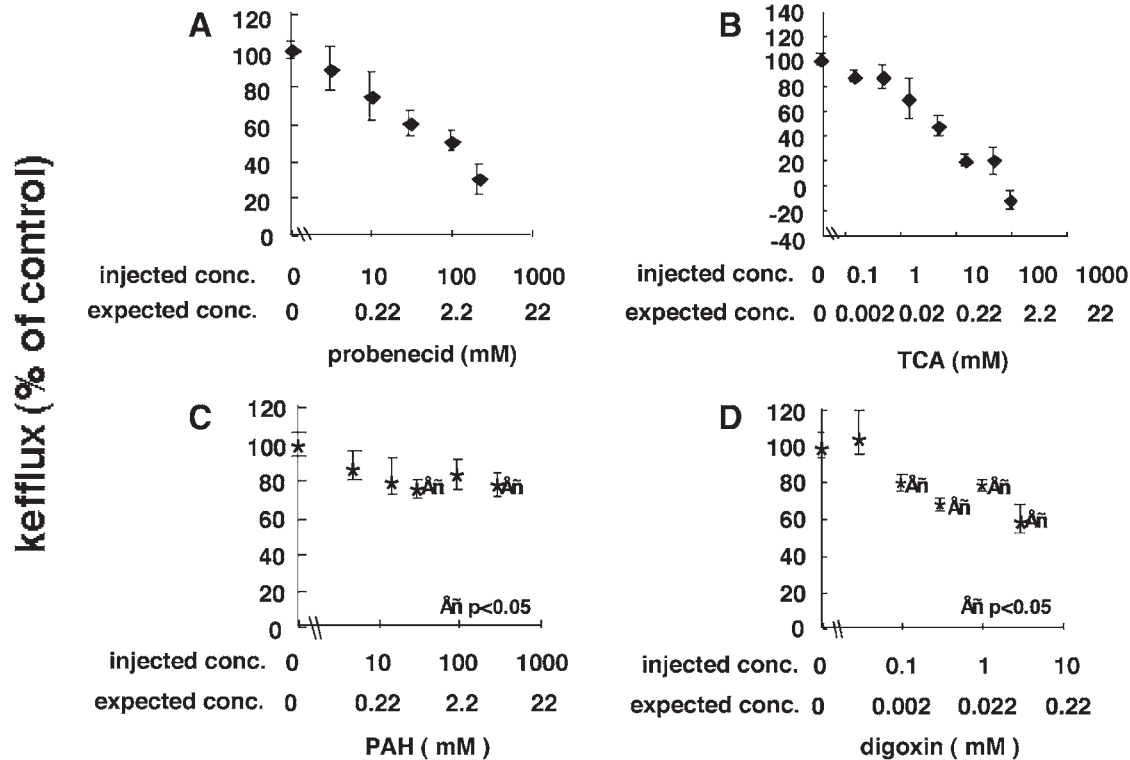 kefflux (% of control)
A
120
100
80
60
40
20
0
injected conc. 0 10 100 1000
expected conc. 0 0.22 2.2 22
probenecid (mM)
B
140
120
100
80
60
40
20
0
-20
-40
injected conc. 0 0.1 1 10 100 1000
expected conc. 0 0.002 0.02 0.22 2.2 22
TCA (mM)
C
120
100
80
60
40
20
0
Åñ Åñ
Åñ p<0.05
injected conc. 0 10 100 1000
expected conc. 0 0.22 2.2 22
PAH ( mM )
D
120
100
80
60
40
20
0
Åñ Åñ
Åñ
Åñ
Åñ p<0.05
injected conc. 0 0.1 1 10
expected conc. 0 0.002 0.022 0.22
digoxin ( mM )